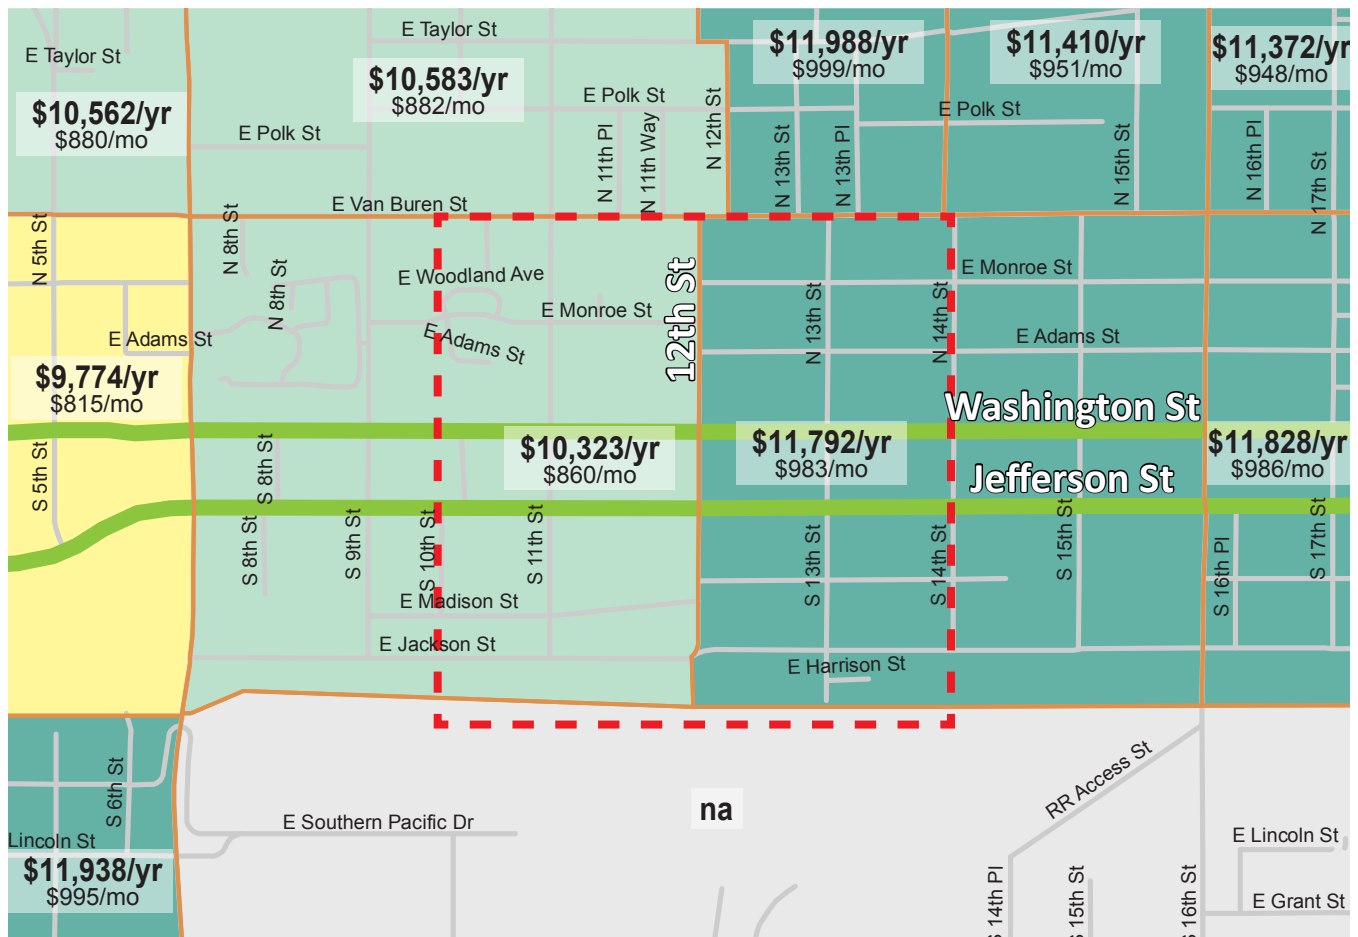 E Taylor St
$11,988/yr
$999/mo
$11,410/yr
$951/mo
$11,372/yr
$948/mo
E Taylor St
$10,583/yr
$882/mo
$10,562/yr
$880/mo
E Polk St
E Polk St
E Polk St
N 11th Pl
N 11th Way
N 12th St
N 13th St
N 13th Pl
N 15th St
N 16th Pl
N 17th St
E Van Buren St
N 5th St
N 8th St
N 8th St
E Woodland Ave
E Monroe St
E Monroe St
E Adams St
E Adams St
E Adams St
12th St
N 13th St
N 14th St
$9,774/yr
$815/mo
Washington St
$10,323/yr
$860/mo
$11,792/yr
$983/mo
$11,828/yr
$986/mo
Jefferson St
S 5th St
S 8th St
S 8th St
S 9th St
S 10th St
S 11th St
S 13th St
S 14th St
S 15th St
S 16th Pl
S 17th St
E Madison St
E Jackson St
E Harrison St
S 6th St
RR Access St
na
E Southern Pacific Dr
Lincoln St
E Lincoln St
$11,938/yr
$995/mo
S 14th Pl
S 15th St
S 16th St
E Grant St